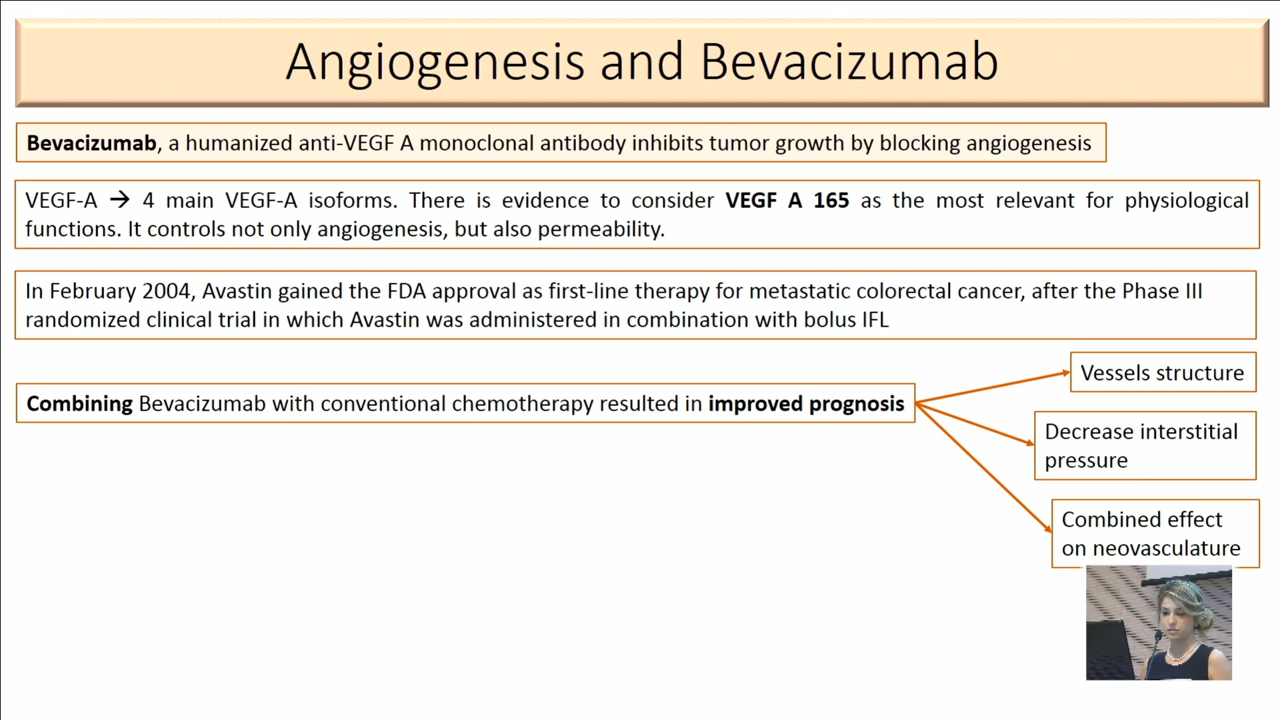 Angiogenesis and Bevacizumab
Bevacizumab, a humanized anti-VEGF A monoclonal antibody inhibits tumor growth by blocking angiogenesis
VEGF-A → 4 main VEGF-A isoforms. There is evidence to consider VEGF A 165 as the most relevant for physiological
functions. It controls not only angiogenesis, but also permeability.
In February 2004, Avastin gained the FDA approval as first-line therapy for metastatic colorectal cancer, after the Phase III
randomized clinical trial in which Avastin was administered in combination with bolus IFL
Combining Bevacizumab with conventional chemotherapy resulted in improved prognosis
Vessels structure
Decrease interstitial
pressure
Combined effect
on neovasculature